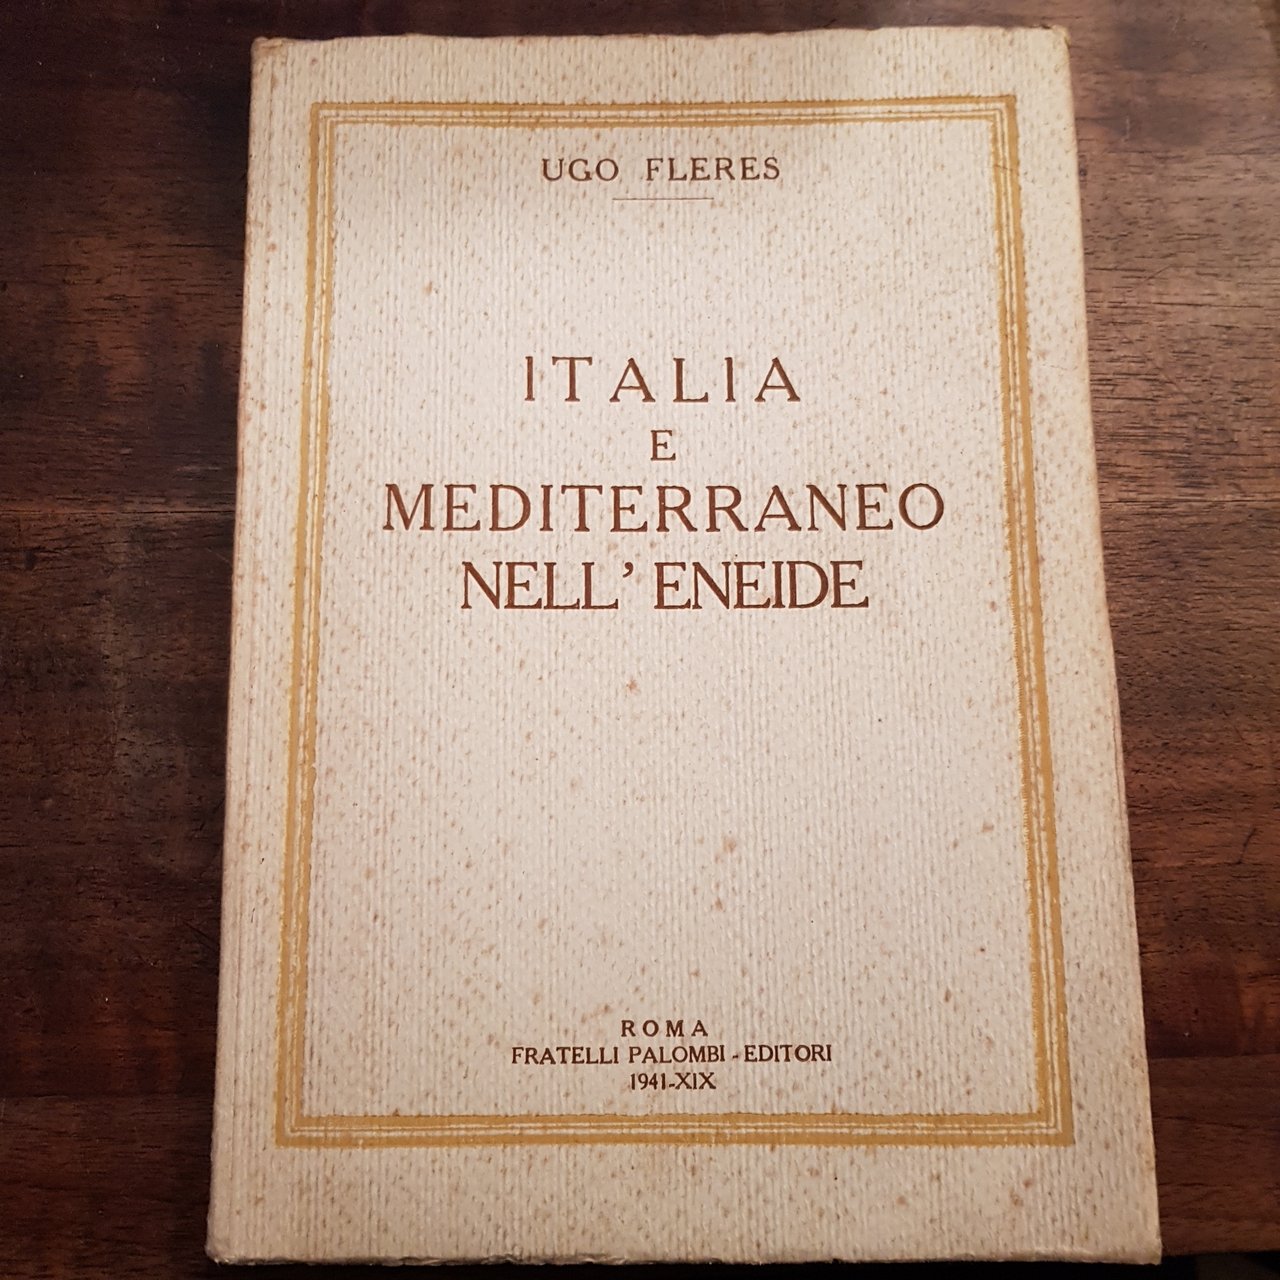 UGO FLERES
ITALIA
E
MEDITERRANEO
NELL' ENEIDE
ROMA
FRATELLI PALOMBI - EDITORI
1941-XIX